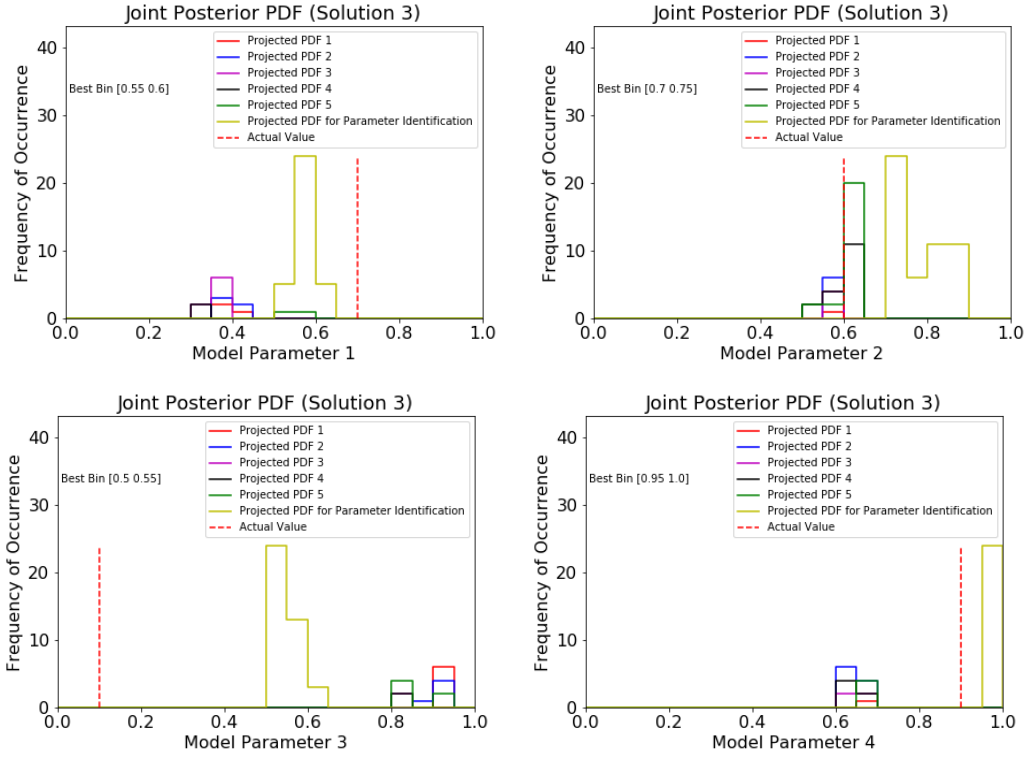 Joint Posterior PDF (Solution 3)
Frequency of Occurrence
40
30
20
10
0
Best Bin [0.55 0.6]
Projected PDF 1
Projected PDF 2
Projected PDF 3
Projected PDF 4
Projected PDF 5
Projected PDF for Parameter Identification
Actual Value
0.0 0.2 0.4 0.6 0.8 1.0
Model Parameter 1
Joint Posterior PDF (Solution 3)
Frequency of Occurrence
40
30
20
10
0
Best Bin [0.7 0.75]
Projected PDF 1
Projected PDF 2
Projected PDF 3
Projected PDF 4
Projected PDF 5
Projected PDF for Parameter Identification
Actual Value
0.0 0.2 0.4 0.6 0.8 1.0
Model Parameter 2
Joint Posterior PDF (Solution 3)
Frequency of Occurrence
40
30
20
10
0
Best Bin [0.5 0.55]
Projected PDF 1
Projected PDF 2
Projected PDF 3
Projected PDF 4
Projected PDF 5
Projected PDF for Parameter Identification
Actual Value
0.0 0.2 0.4 0.6 0.8 1.0
Model Parameter 3
Joint Posterior PDF (Solution 3)
Frequency of Occurrence
40
30
20
10
0
Best Bin [0.95 1.0]
Projected PDF 1
Projected PDF 2
Projected PDF 3
Projected PDF 4
Projected PDF 5
Projected PDF for Parameter Identification
Actual Value
0.0 0.2 0.4 0.6 0.8 1.0
Model Parameter 4